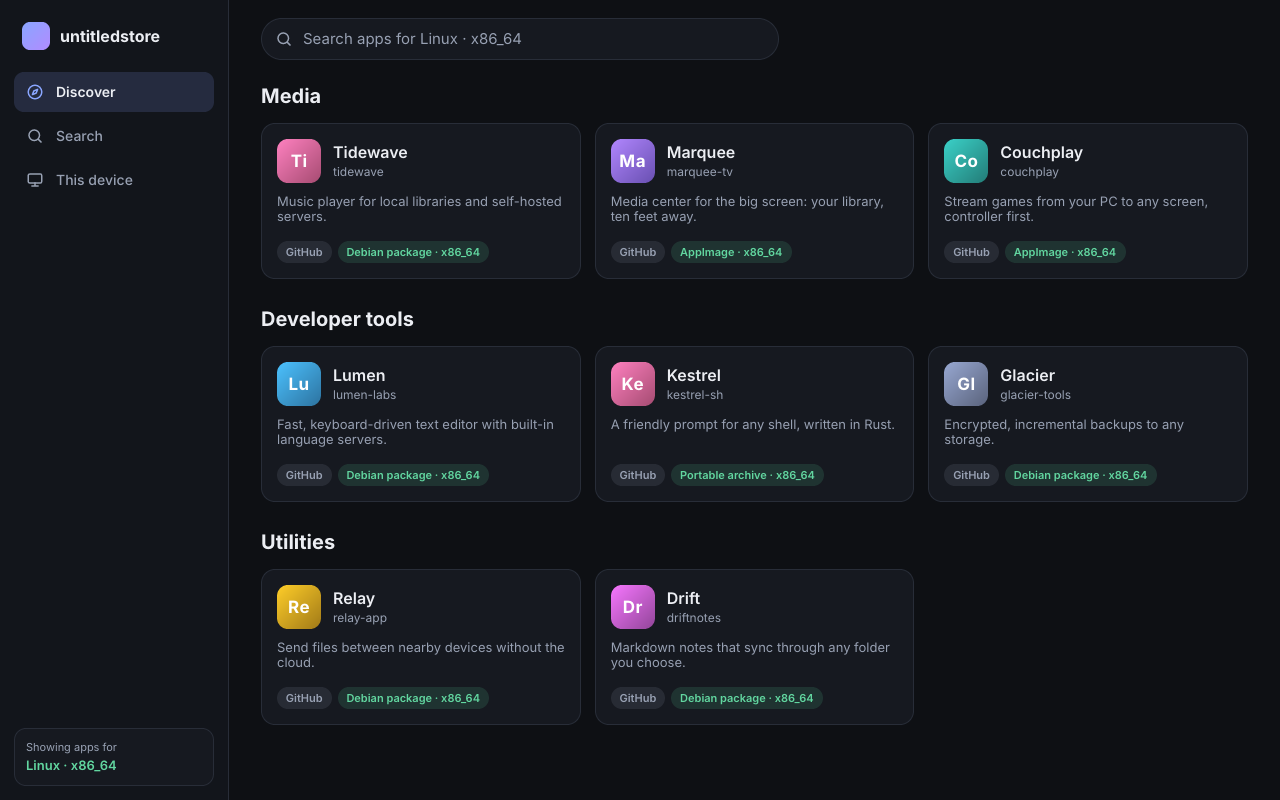 untitledstore
Discover
Search
This device
Showing apps for
Linux · x86_64
Search apps for Linux · x86_64
Media
Ti
Tidewave
tidewave
Music player for local libraries and self-hosted
servers.
GitHub
Debian package · x86_64
Ma
Marquee
marquee-tv
Media center for the big screen: your library,
ten feet away.
GitHub
AppImage · x86_64
Co
Couchplay
couchplay
Stream games from your PC to any screen,
controller first.
GitHub
AppImage · x86_64
Developer tools
Lu
Lumen
lumen-labs
Fast, keyboard-driven text editor with built-in
language servers.
GitHub
Debian package · x86_64
Ke
Kestrel
kestrel-sh
A friendly prompt for any shell, written in Rust.
GitHub
Portable archive · x86_64
Gl
Glacier
glacier-tools
Encrypted, incremental backups to any
storage.
GitHub
Debian package · x86_64
Utilities
Re
Relay
relay-app
Send files between nearby devices without the
cloud.
GitHub
Debian package · x86_64
Dr
Drift
driftnotes
Markdown notes that sync through any folder
you choose.
GitHub
Debian package · x86_64